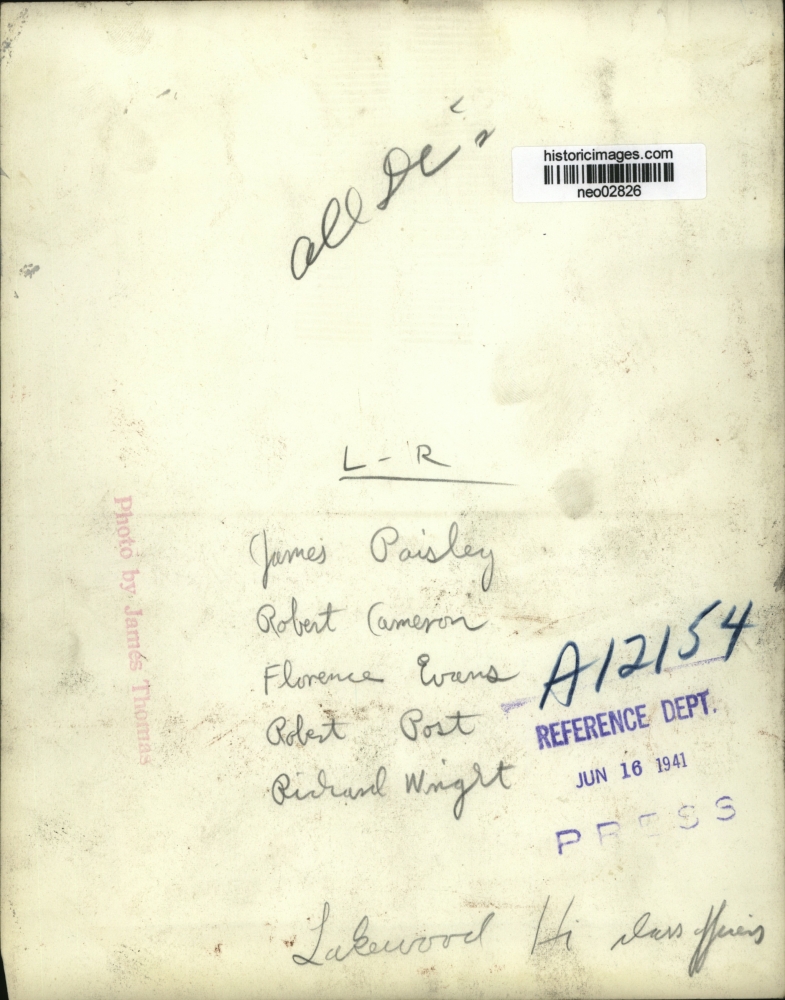 historicimages.com
neo02826
all
L - R
James Paisley
Robert Cameron
Florence Evans
Robert Post
Richard Wright
Photo by James Thomas
A12154
REFERENCE DEPT.
JUN 16 1941
PRESS
Lakewood Hi class officers